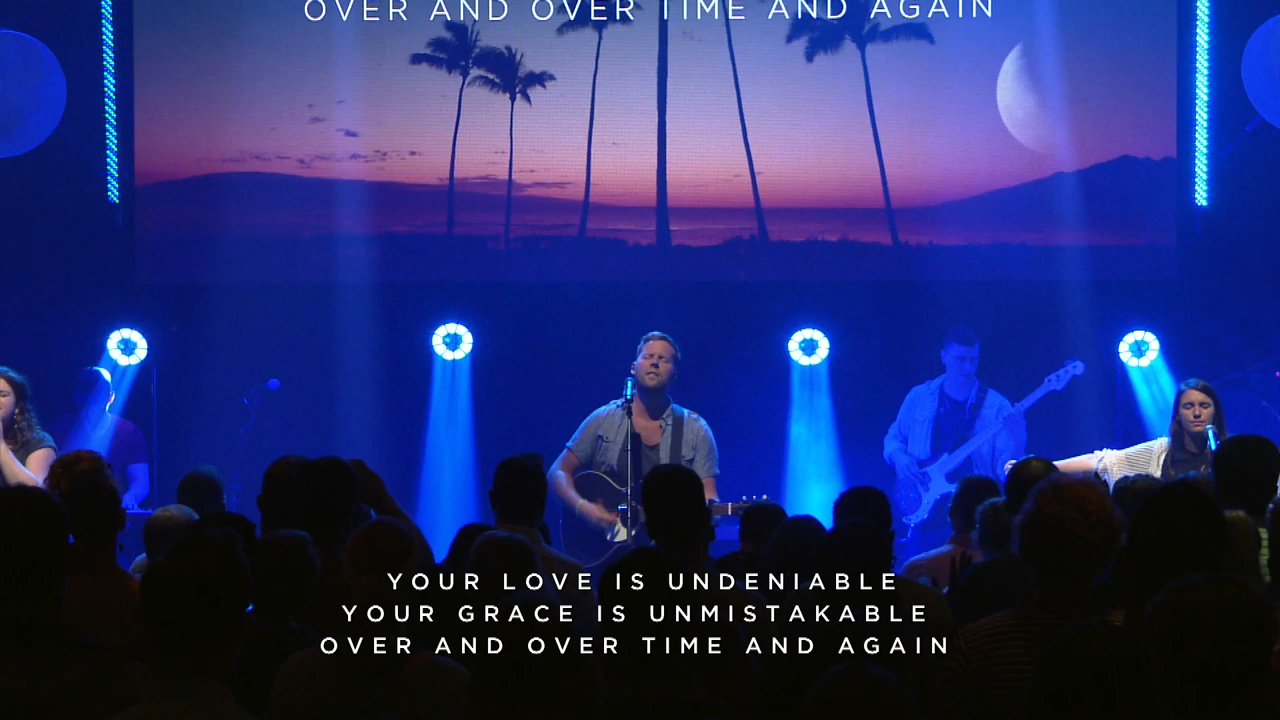 OVER AND OVER TIME AND AGAIN
YOUR LOVE IS UNDENIABLE
YOUR GRACE IS UNMISTAKABLE
OVER AND OVER TIME AND AGAIN